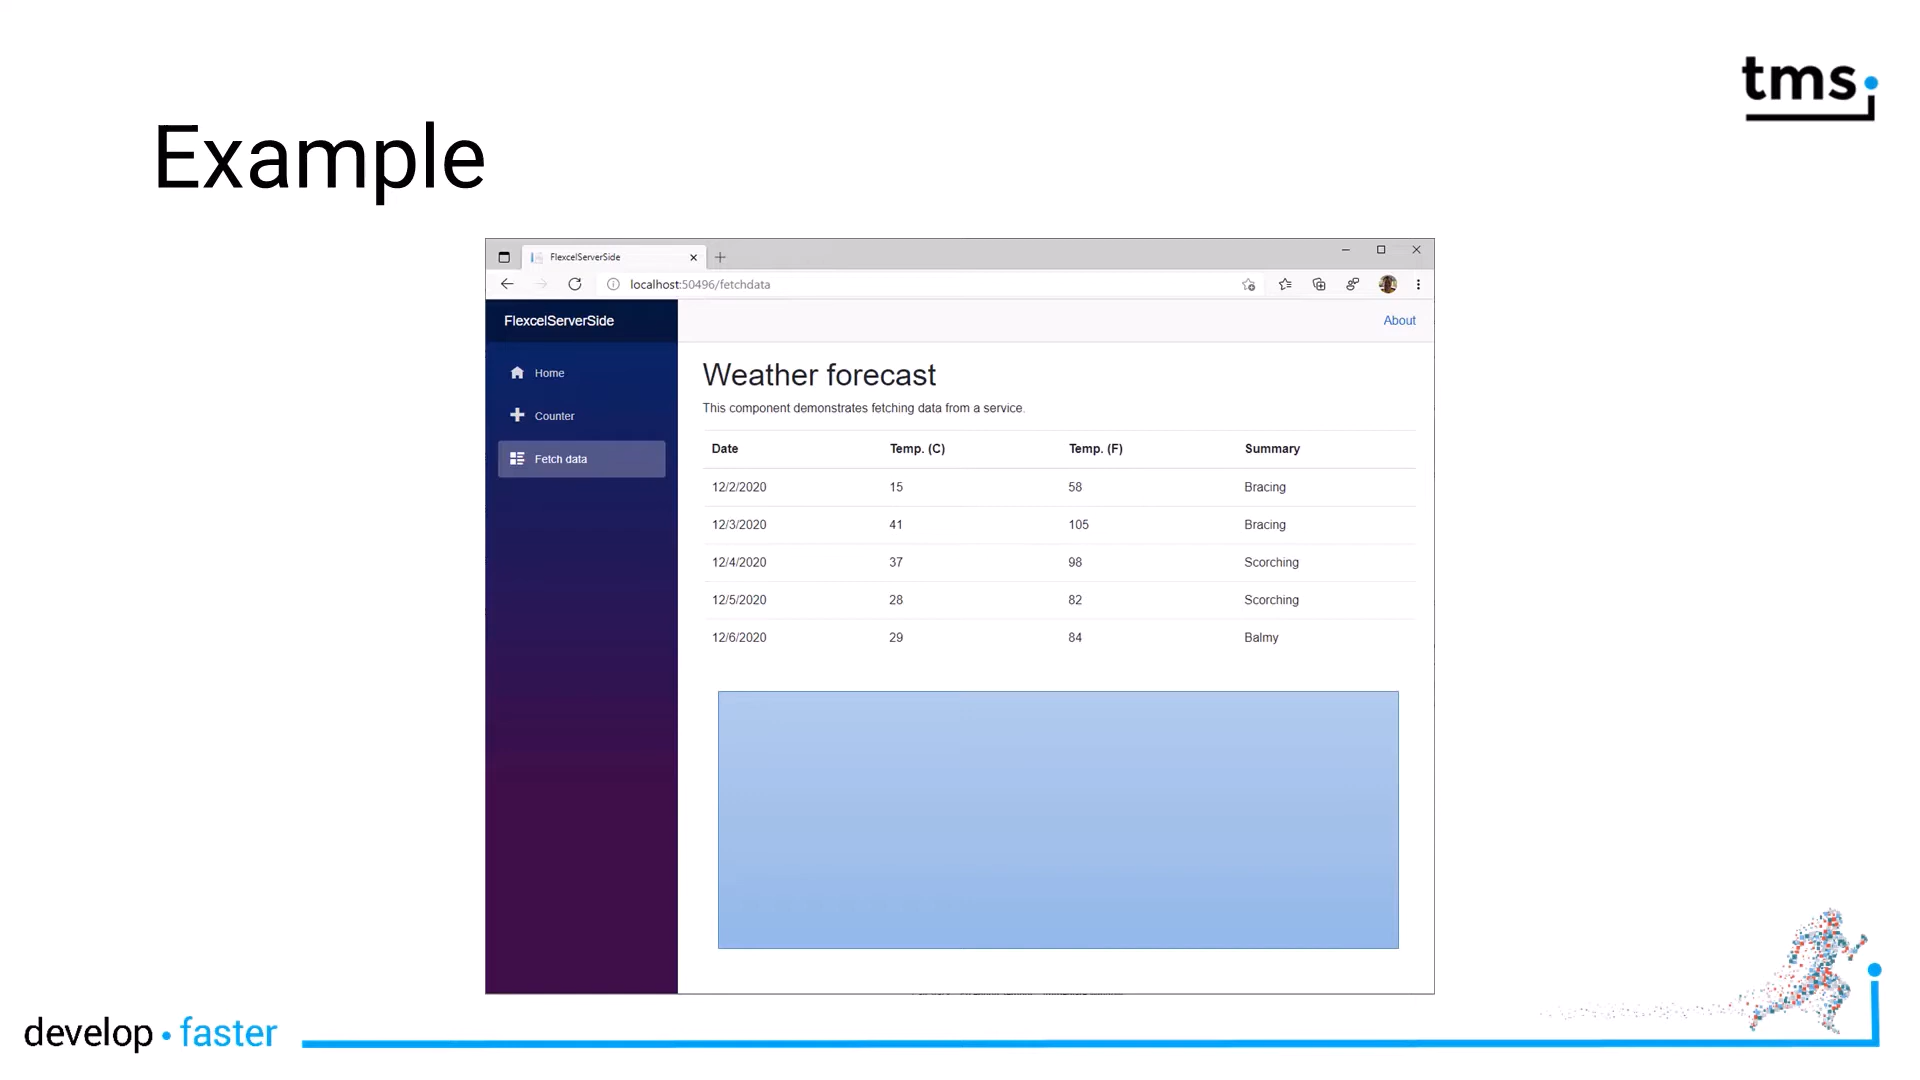 tms
Example
FlexcelServerSide
localhost:50496/fetchdata
FlexcelServerSide
About
Home
Counter
Fetch data
Weather forecast
This component demonstrates fetching data from a service.
Date Temp. (C) Temp. (F) Summary
12/2/2020 15 58 Bracing
12/3/2020 41 105 Bracing
12/4/2020 37 98 Scorching
12/5/2020 28 82 Scorching
12/6/2020 29 84 Balmy
develop • faster